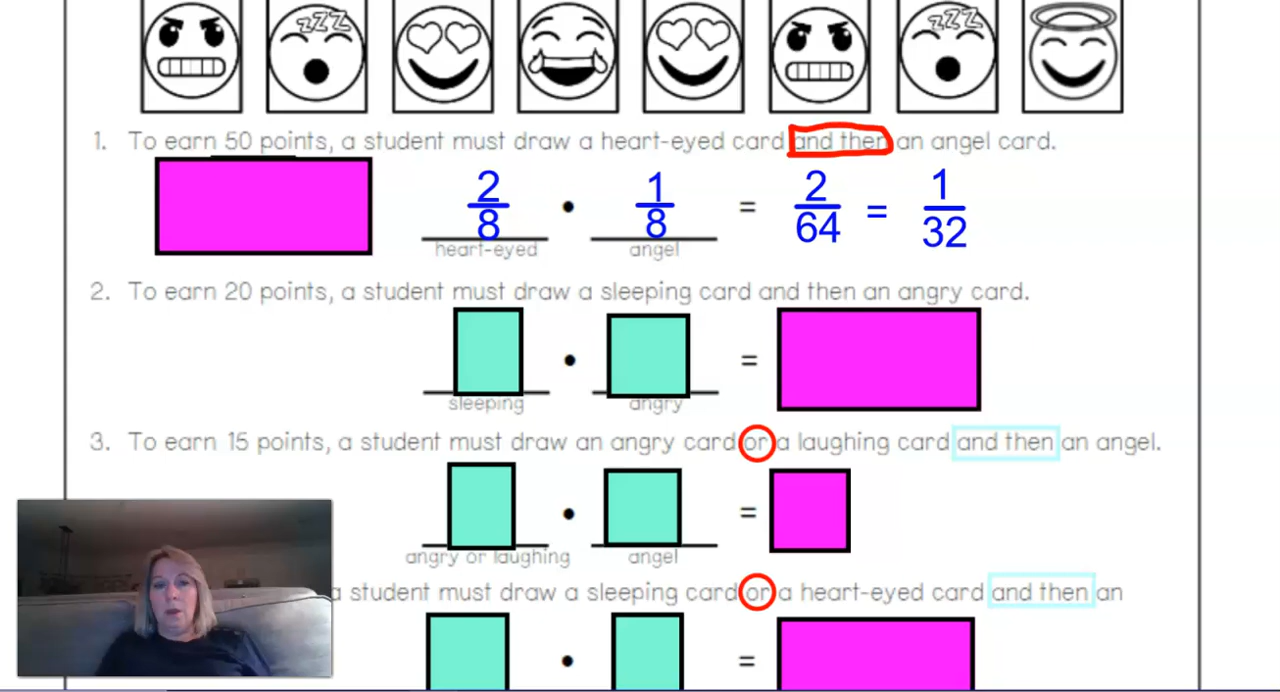 zZZ zZZ
1. To earn 50 points, a student must draw a heart-eyed card and then an angel card.
2/8 • 1/8 = 2/64 = 1/32
heart-eyed angel
2. To earn 20 points, a student must draw a sleeping card and then an angry card.
• =
sleeping angry
3. To earn 15 points, a student must draw an angry card or a laughing card and then an angel.
• =
angry or laughing angel
a student must draw a sleeping card or a heart-eyed card and then an
• =